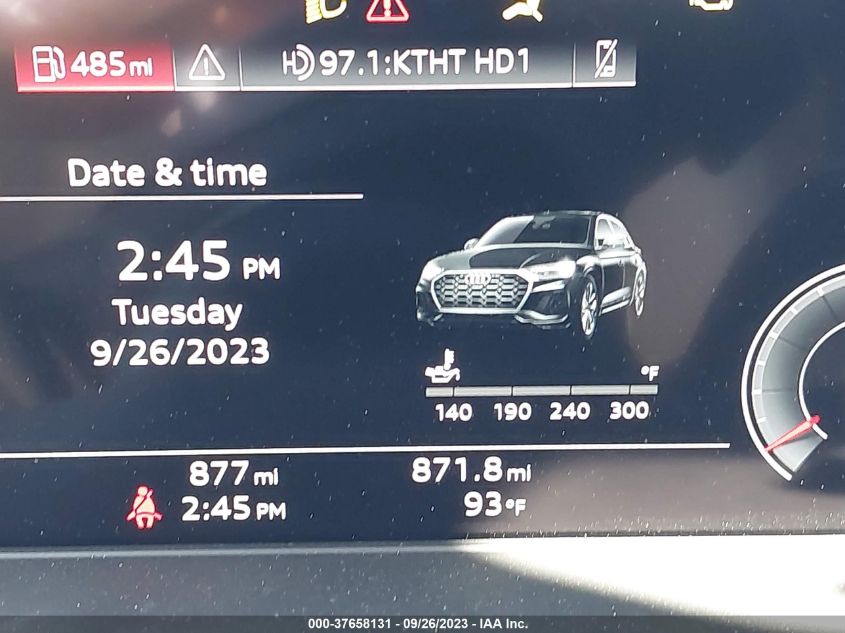 485 mi 97.1:KTHT HD1
Date & time
2:45 PM
Tuesday
9/26/2023
°F
140 190 240 300
877 mi 871.8 mi
2:45 PM 93°F
000-37658131 - 09/26/2023 - IAA Inc.